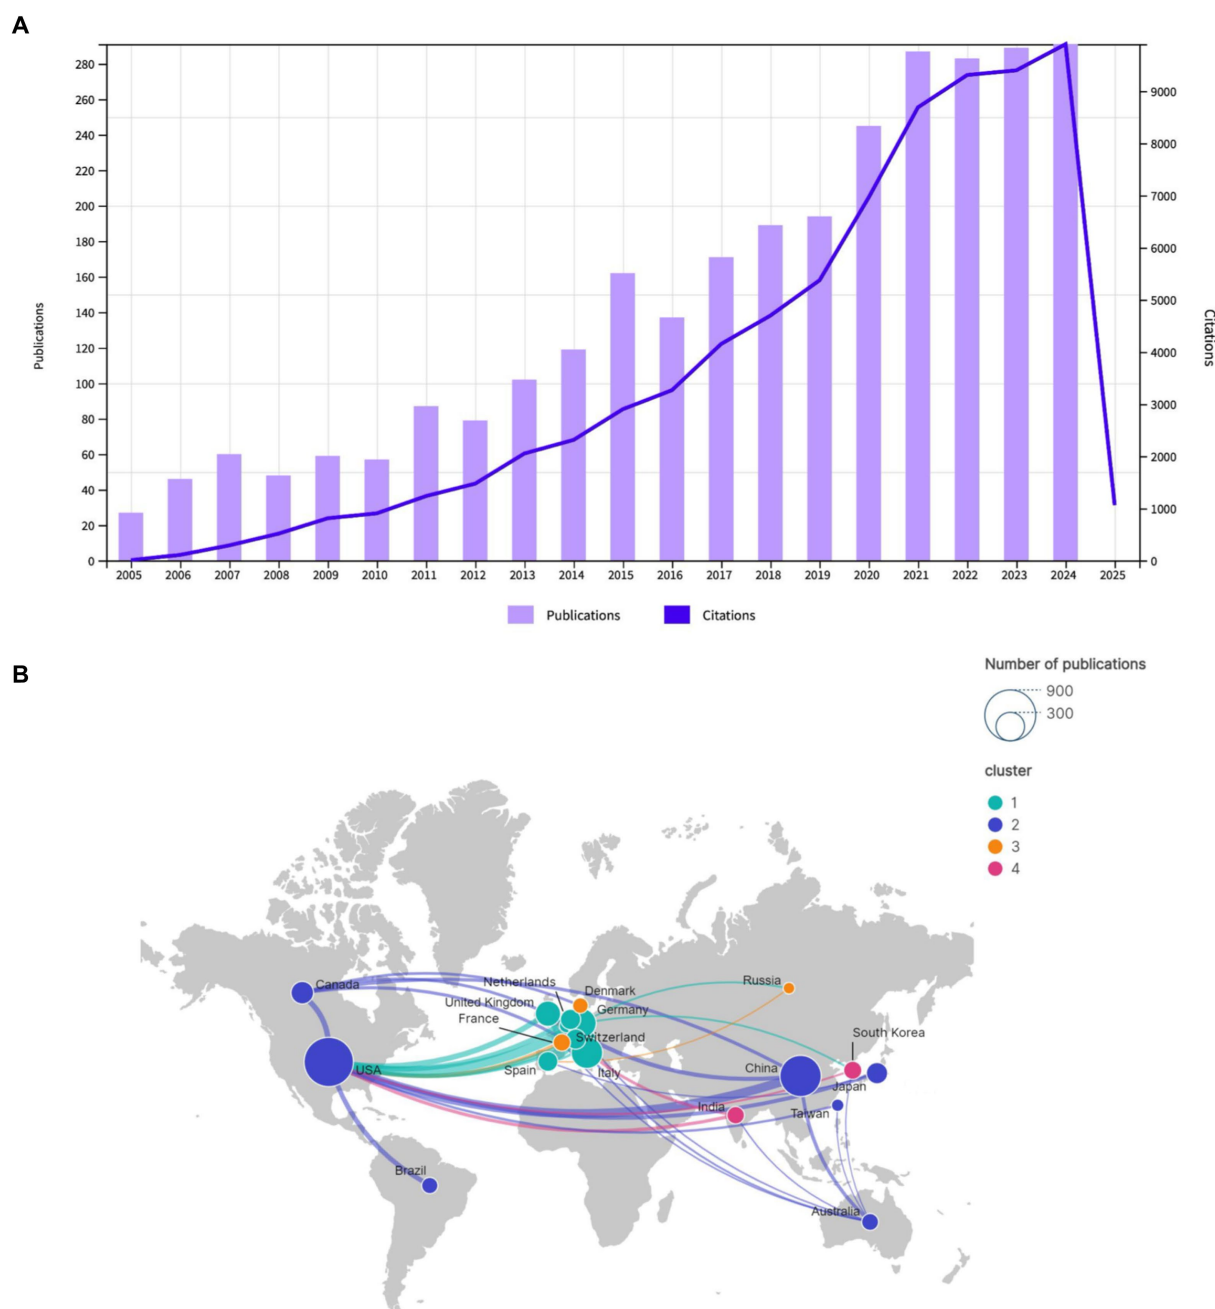 A
280
260
240
220
200
180
160
140
120
100
80
60
40
20
0
Publications
9000
8000
7000
6000
5000
4000
3000
2000
1000
0
Citations
2005 2006 2007 2008 2009 2010 2011 2012 2013 2014 2015 2016 2017 2018 2019 2020 2021 2022 2023 2024 2025
Publications Citations
B
Number of publications
900
300
cluster
1
2
3
4
Canada
Netherlands
Denmark
Russia
United Kingdom
Germany
France
Switzerland
South Korea
USA
Spain
Italy
China
Japan
India
Taiwan
Brazil
Australia